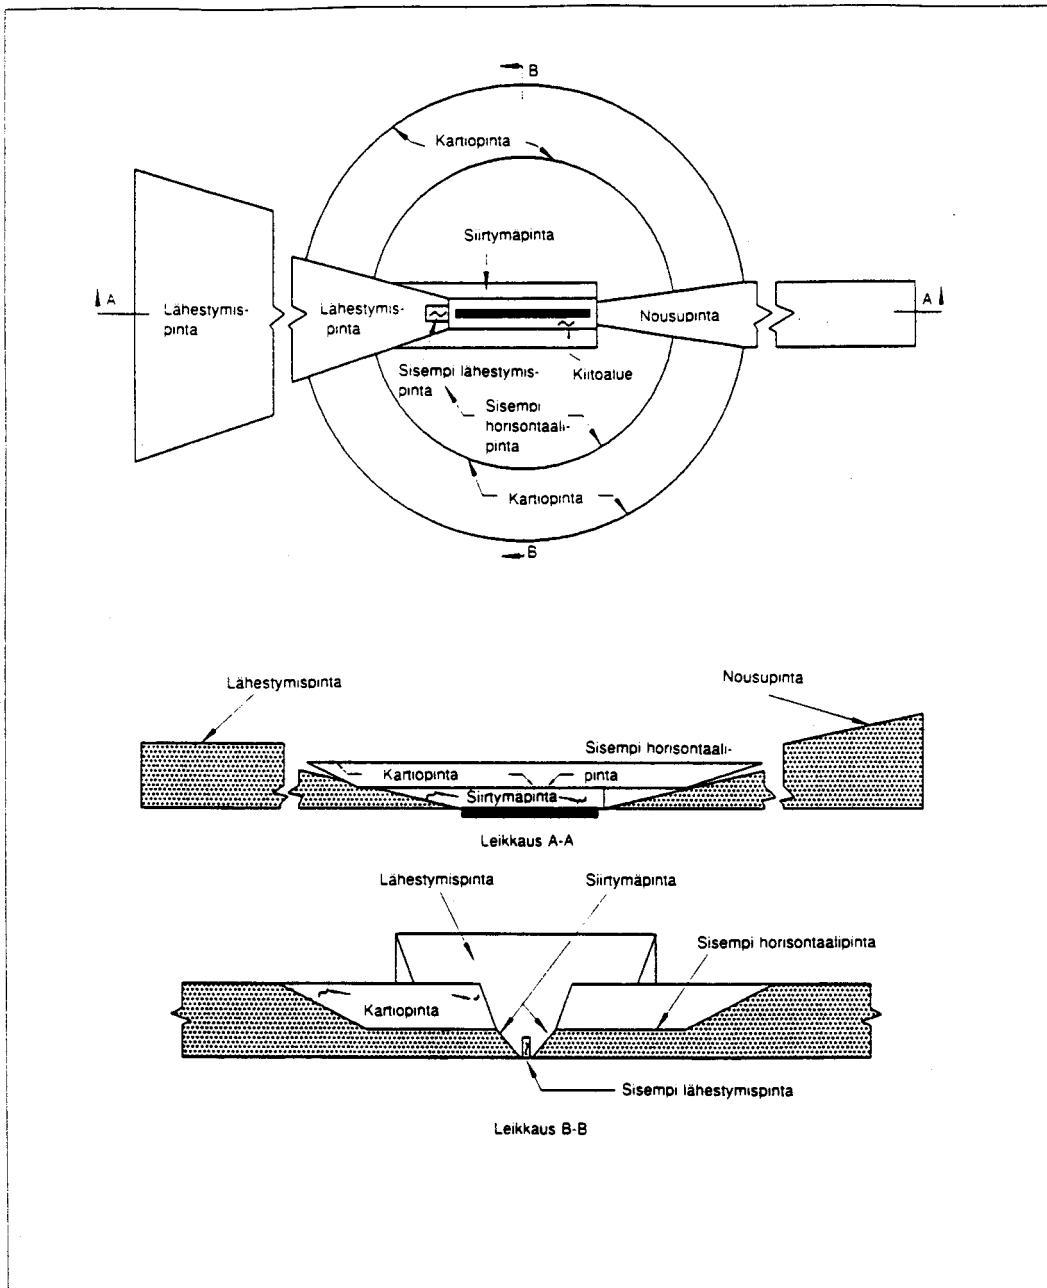 B
Kartiopinta
Siirtymäpinta
A
Lähestymis-
pinta
Lähestymis-
pinta
Nousupinta
A
Sisempi lähestymis-
pinta
Kiitoalue
Sisempi
horisontaali-
pinta
Kartiopinta
B
Lähestymispinta
Nousupinta
Sisempi horisontaali-
pinta
Kartiopinta
Siirtymäpinta
Leikkaus A-A
Lähestymispinta
Siirtymäpinta
Sisempi horisontaalipinta
Kartiopinta
Sisempi lähestymispinta
Leikkaus B-B